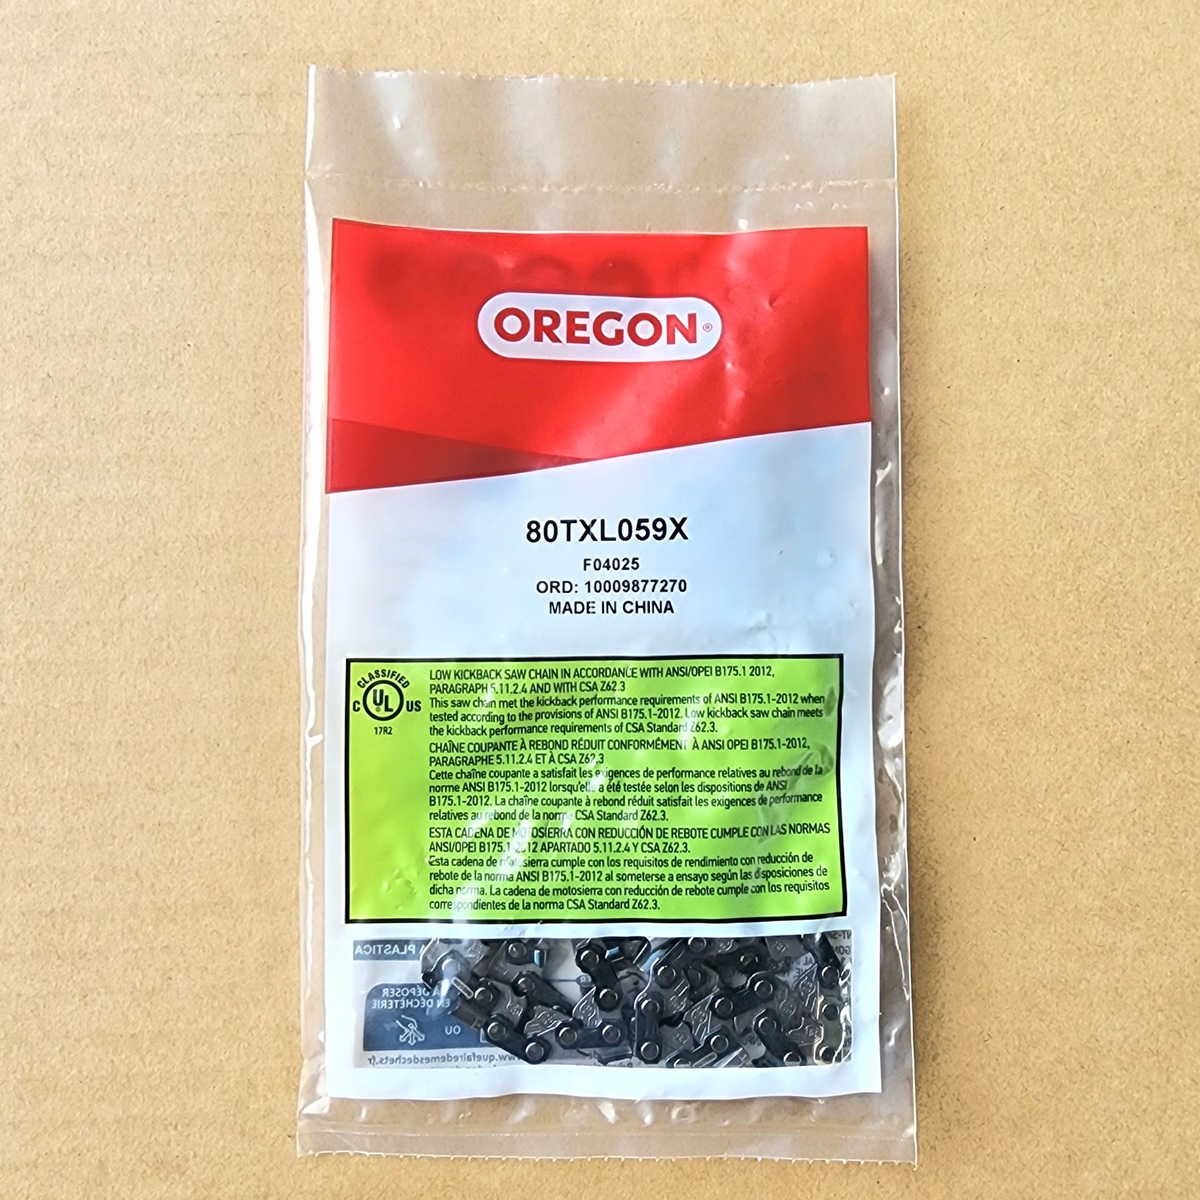 OREGON®
80TXL059X
F04025
ORD: 10009877270
MADE IN CHINA
CLASSIFIED
C UL® US
17R2
LOW KICKBACK SAW CHAIN IN ACCORDANCE WITH ANSI/OPEI B175.1 2012,
PARAGRAPH 5.11.2.4 AND WITH CSA Z62.3
This saw chain met the kickback performance requirements of ANSI B175.1-2012 when
tested according to the provisions of ANSI B175.1-2012. Low kickback saw chain meets
the kickback performance requirements of CSA Standard Z62.3.
CHAÎNE COUPANTE À REBOND RÉDUIT CONFORMÉMENT À ANSI OPEI B175.1-2012,
PARAGRAPHE 5.11.2.4 ET À CSA Z62.3
Cette chaîne coupante a satisfait les exigences de performance relatives au rebond de la
norme ANSI B175.1-2012 lorsqu'elle a été testée selon les dispositions de ANSI
B175.1-2012. La chaîne coupante à rebond réduit satisfait les exigences de performance
relatives au rebond de la norme CSA Standard Z62.3.
ESTA CADENA DE MOTOSIERRA CON REDUCCIÓN DE REBOTE CUMPLE CON LAS NORMAS
ANSI/OPEI B175.1-2012 APARTADO 5.11.2.4 Y CSA Z62.3.
Esta cadena de motosierra cumple con los requisitos de rendimiento con reducción de
rebote de la norma ANSI B175.1-2012 al someterse a ensayo según las disposiciones de
dicha norma. La cadena de motosierra con reducción de rebote cumple con los requisitos
correspondientes de la norma CSA Standard Z62.3.
PLASTICA
À DÉPOSER
EN DÉCHÈTERIE
OU
www.quefairedemesdechets.fr